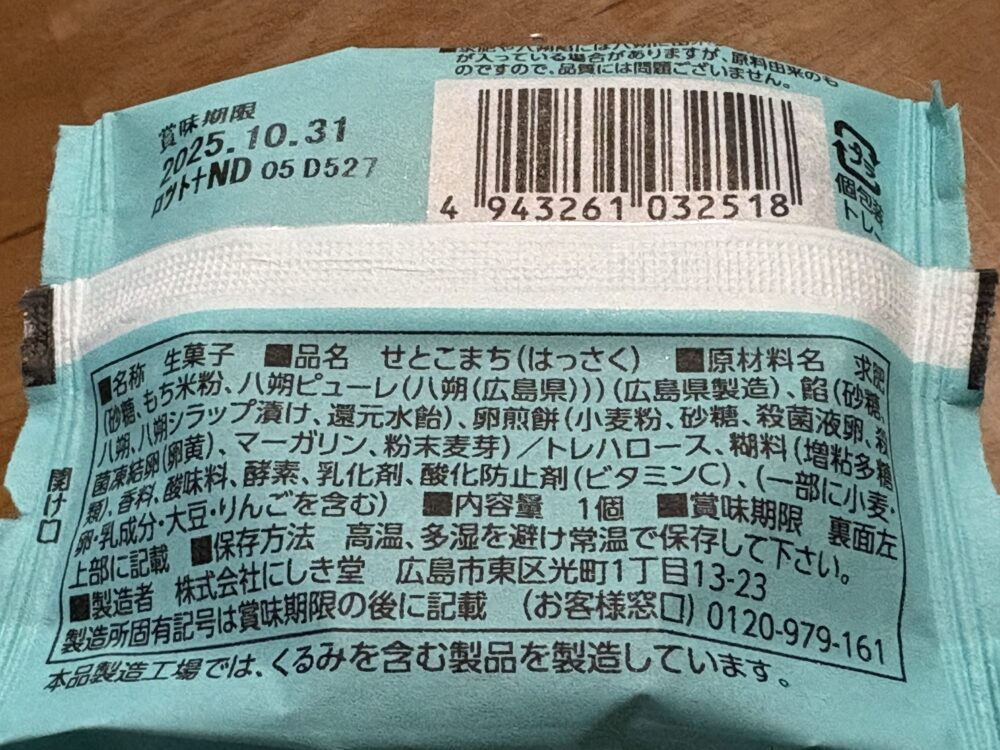 が入っている場合がありますが、原料由来のも
のですので、品質には問題ございません。
賞味期限
2025.10.31
ロット+ND 05 D527
4 943261 032518
個包装
トレー
■名称 生菓子 ■品名 せとこまち(はっさく) ■原材料名 求肥
(砂糖、もち米粉、八朔ピューレ(八朔(広島県)))(広島県製造)、餡(砂糖、
八朔、八朔シラップ漬け、還元水飴)、卵煎餅(小麦粉、砂糖、殺菌液卵、殺
菌凍結卵(卵黄)、マーガリン、粉末麦芽)/トレハロース、糊料(増粘多糖
類)、香料、酸味料、酵素、乳化剤、酸化防止剤(ビタミンC)、(一部に小麦・
卵・乳成分・大豆・りんごを含む) ■内容量 1個 ■賞味期限 裏面左
上部に記載 ■保存方法 高温、多湿を避け常温で保存して下さい。
■製造者 株式会社にしき堂 広島市東区光町1丁目13-23
製造所固有記号は賞味期限の後に記載 (お客様窓口)0120-979-161
本品製造工場では、くるみを含む製品を製造しています。
開け口